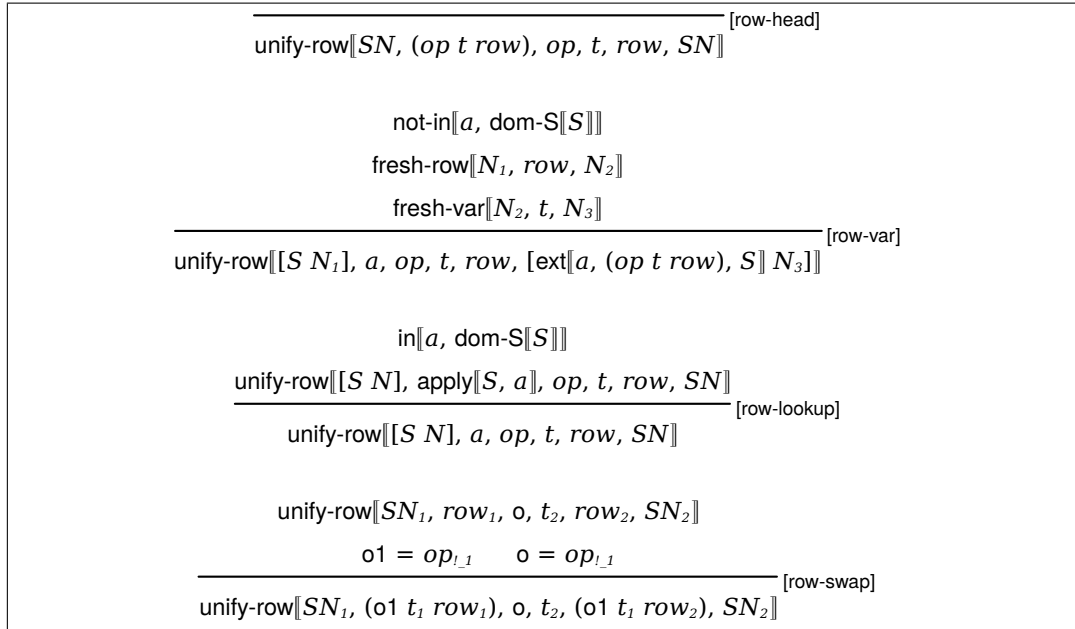 [row-head]
unify-row⟦SN, (op t row), op, t, row, SN⟧
not-in⟦a, dom-S⟦S⟧⟧
fresh-row⟦N₁, row, N₂⟧
fresh-var⟦N₂, t, N₃⟧
[row-var]
unify-row⟦[S N₁], a, op, t, row, [ext⟦a, (op t row), S⟧ N₃]⟧
in⟦a, dom-S⟦S⟧⟧
unify-row⟦[S N], apply⟦S, a⟧, op, t, row, SN⟧
[row-lookup]
unify-row⟦[S N], a, op, t, row, SN⟧
unify-row⟦SN₁, row₁, o, t₂, row₂, SN₂⟧
o1 = op!_1 o = op!_1
[row-swap]
unify-row⟦SN₁, (o1 t₁ row₁), o, t₂, (o1 t₁ row₂), SN₂⟧